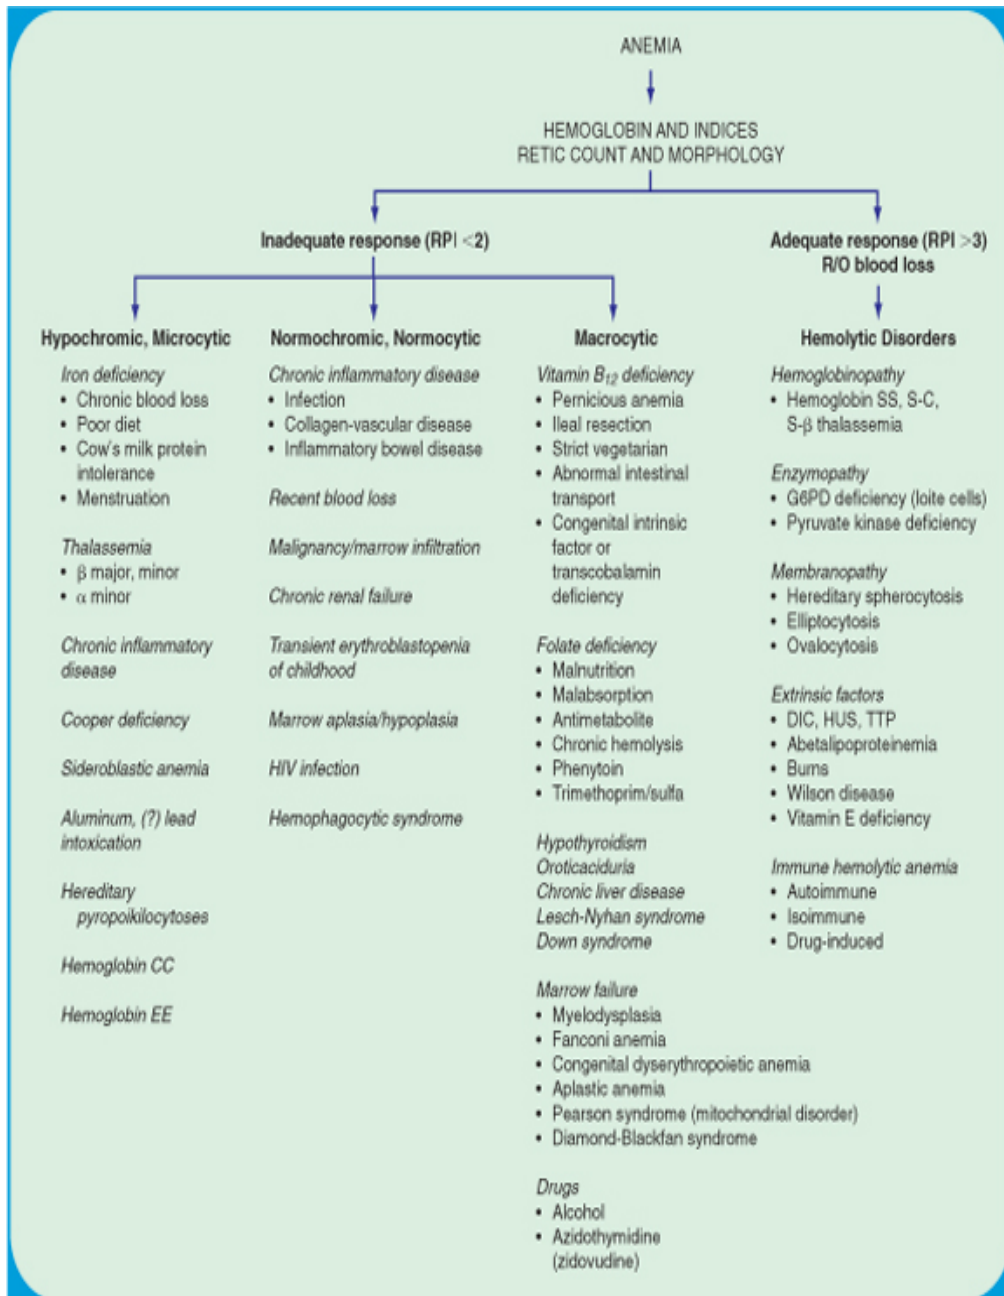 ANEMIA
HEMOGLOBIN AND INDICES
RETIC COUNT AND MORPHOLOGY
Inadequate response (RPI <2)
Adequate response (RPI >3)
R/O blood loss
Hypochromic, Microcytic
Iron deficiency
• Chronic blood loss
• Poor diet
• Cow's milk protein
intolerance
• Menstruation
Thalassemia
• β major, minor
• α minor
Chronic inflammatory
disease
Cooper deficiency
Sideroblastic anemia
Aluminum, (?) lead
intoxication
Hereditary
pyropoikilocytoses
Hemoglobin CC
Hemoglobin EE
Normochromic, Normocytic
Chronic inflammatory disease
• Infection
• Collagen-vascular disease
• Inflammatory bowel disease
Recent blood loss
Malignancy/marrow infiltration
Chronic renal failure
Transient erythroblastopenia
of childhood
Marrow aplasia/hypoplasia
HIV infection
Hemophagocytic syndrome
Macrocytic
Vitamin B12 deficiency
• Pernicious anemia
• Ileal resection
• Strict vegetarian
• Abnormal intestinal
transport
• Congenital intrinsic
factor or
transcobalamin
deficiency
Folate deficiency
• Malnutrition
• Malabsorption
• Antimetabolite
• Chronic hemolysis
• Phenytoin
• Trimethoprim/sulfa
Hypothyroidism
Oroticaciduria
Chronic liver disease
Lesch-Nyhan syndrome
Down syndrome
Marrow failure
• Myelodysplasia
• Fanconi anemia
• Congenital dyserythropoietic anemia
• Aplastic anemia
• Pearson syndrome (mitochondrial disorder)
• Diamond-Blackfan syndrome
Drugs
• Alcohol
• Azidothymidine
(zidovudine)
Hemolytic Disorders
Hemoglobinopathy
• Hemoglobin SS, S-C,
S-β thalassemia
Enzymopathy
• G6PD deficiency (loite cells)
• Pyruvate kinase deficiency
Membranopathy
• Hereditary spherocytosis
• Elliptocytosis
• Ovalocytosis
Extrinsic factors
• DIC, HUS, TTP
• Abetalipoproteinemia
• Burns
• Wilson disease
• Vitamin E deficiency
Immune hemolytic anemia
• Autoimmune
• Isoimmune
• Drug-induced